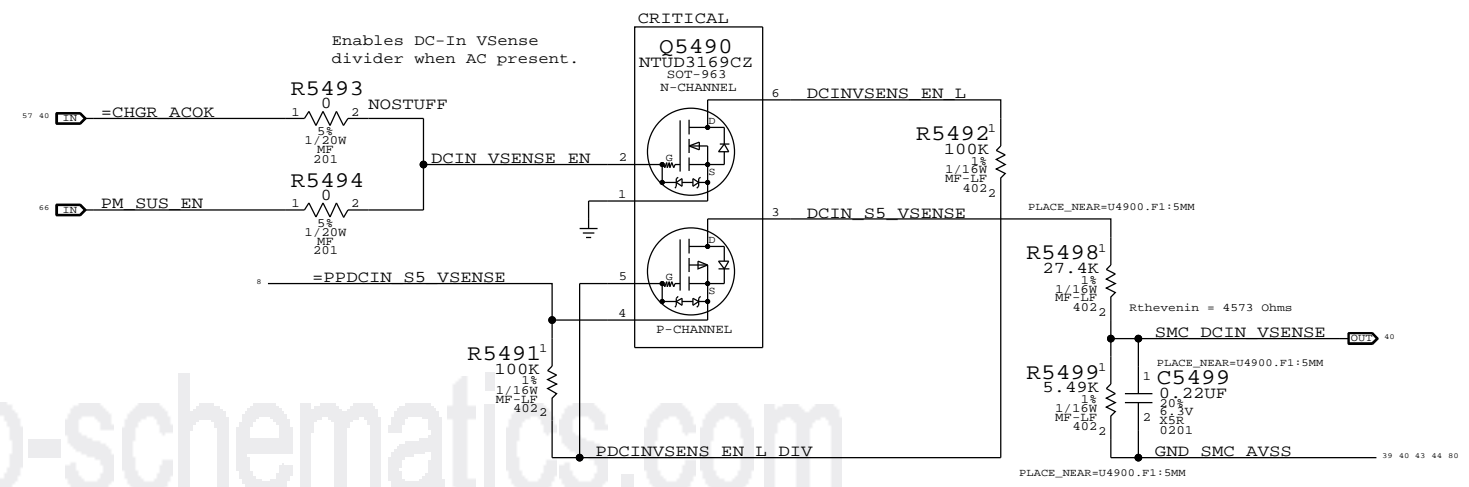 CRITICAL
Enables DC-In VSense
divider when AC present.
Q5490
NTUD3169CZ
SOT-963
N-CHANNEL
57 40 IN =CHGR_ACOK
R5493
0
1 2
5%
1/20W
MF
201
NOSTUFF
6 DCINVSENS_EN_L
D
G
S
R5492
1
100K
1%
1/16W
MF-LF
402
2
DCIN_VSENSE_EN 2
1
66 IN PM_SUS_EN
R5494
0
1 2
5%
1/20W
MF
201
3 DCIN_S5_VSENSE
PLACE_NEAR=U4900.F1:5MM
D
G
S
8 =PPDCIN_S5_VSENSE 5
4
P-CHANNEL
R5498
1
27.4K
1%
1/16W
MF-LF
402
2
Rthevenin = 4573 Ohms
SMC_DCIN_VSENSE OUT 40
R5491
1
100K
1%
1/16W
MF-LF
402
2
PLACE_NEAR=U4900.F1:5MM
R5499
1
5.49K
1%
1/16W
MF-LF
402
2
1 C5499
0.22UF
20%
6.3V
2 X5R
0201
PDCINVSENS_EN_L_DIV
GND_SMC_AVSS 39 40 43 44 80
PLACE_NEAR=U4900.F1:5MM
o-schematics.com